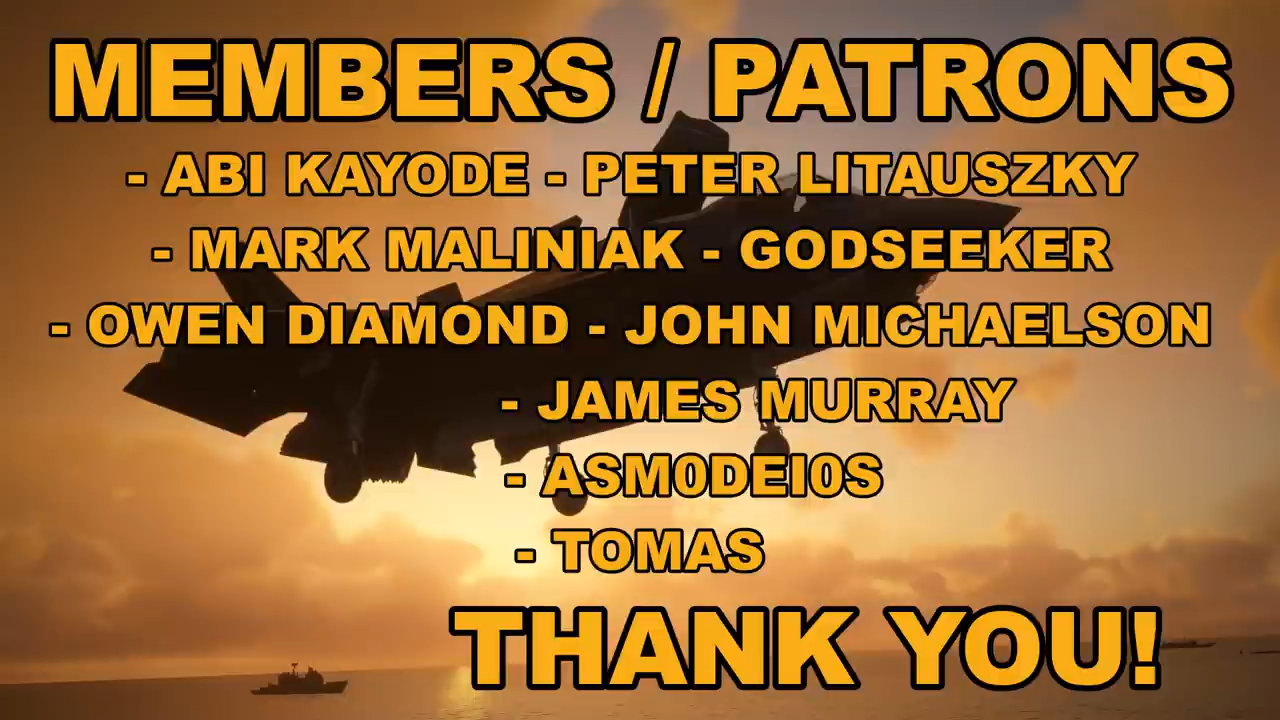 MEMBERS / PATRONS
- ABI KAYODE - PETER LITAUSZKY
- MARK MALINIAK - GODSEEKER
- OWEN DIAMOND - JOHN MICHAELSON
- JAMES MURRAY
- ASM0DEI0S
- TOMAS
THANK YOU!